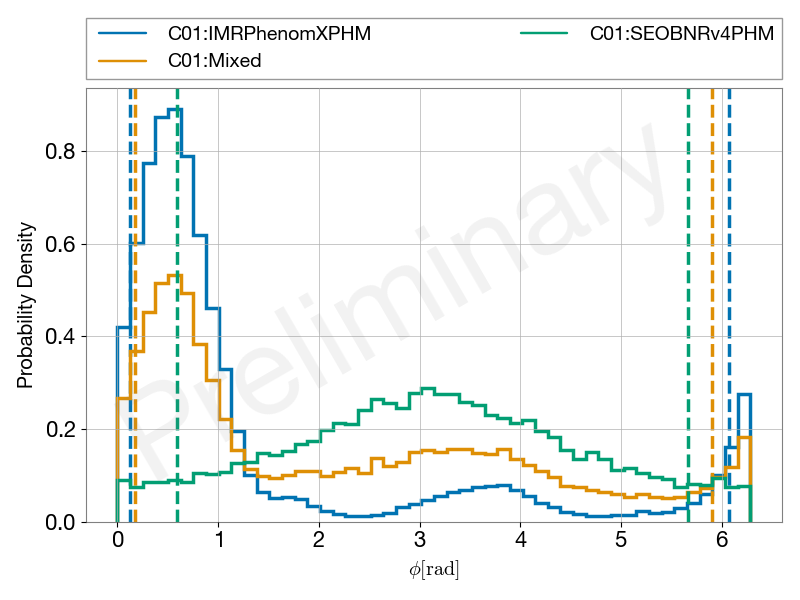 C01:IMRPhenomXPHM C01:SEOBNRv4PHM
C01:Mixed
Preliminary
Probability Density
0.8
0.6
0.4
0.2
0.0
0 1 2 3 4 5 6
ϕ[rad]